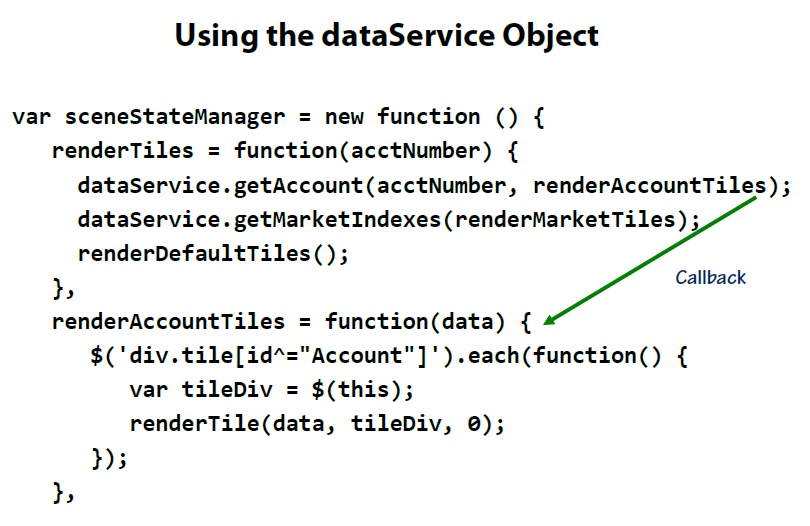 Using the dataService Object
var sceneStateManager = new function () {
renderTiles = function(acctNumber) {
dataService.getAccount(acctNumber, renderAccountTiles);
dataService.getMarketIndexes(renderMarketTiles);
renderDefaultTiles();
},
Callback
renderAccountTiles = function(data) {
$('div.tile[id^="Account"]').each(function() {
var tileDiv = $(this);
renderTile(data, tileDiv, 0);
});
},